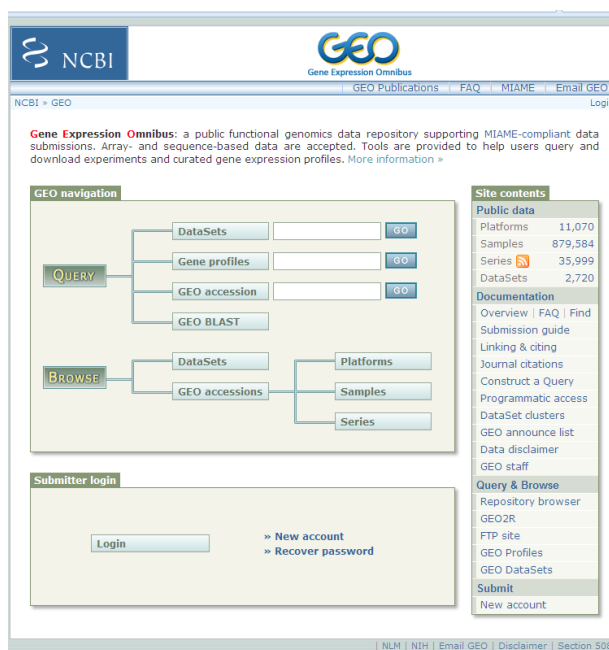 NCBI
GEO
Gene Expression Omnibus
GEO Publications | FAQ | MIAME | Email GEO
NCBI » GEO
Logi
Gene Expression Omnibus: a public functional genomics data repository supporting MIAME-compliant data
submissions. Array- and sequence-based data are accepted. Tools are provided to help users query and
download experiments and curated gene expression profiles. More information »
GEO navigation
QUERY
DataSets GO
Gene profiles GO
GEO accession GO
GEO BLAST
BROWSE
DataSets
GEO accessions
Platforms
Samples
Series
Submitter login
Login
» New account
» Recover password
Site contents
Public data
Platforms 11,070
Samples 879,584
Series 35,999
DataSets 2,720
Documentation
Overview | FAQ | Find
Submission guide
Linking & citing
Journal citations
Construct a Query
Programmatic access
DataSet clusters
GEO announce list
Data disclaimer
GEO staff
Query & Browse
Repository browser
GEO2R
FTP site
GEO Profiles
GEO DataSets
Submit
New account
| NLM | NIH | Email GEO | Disclaimer | Section 508